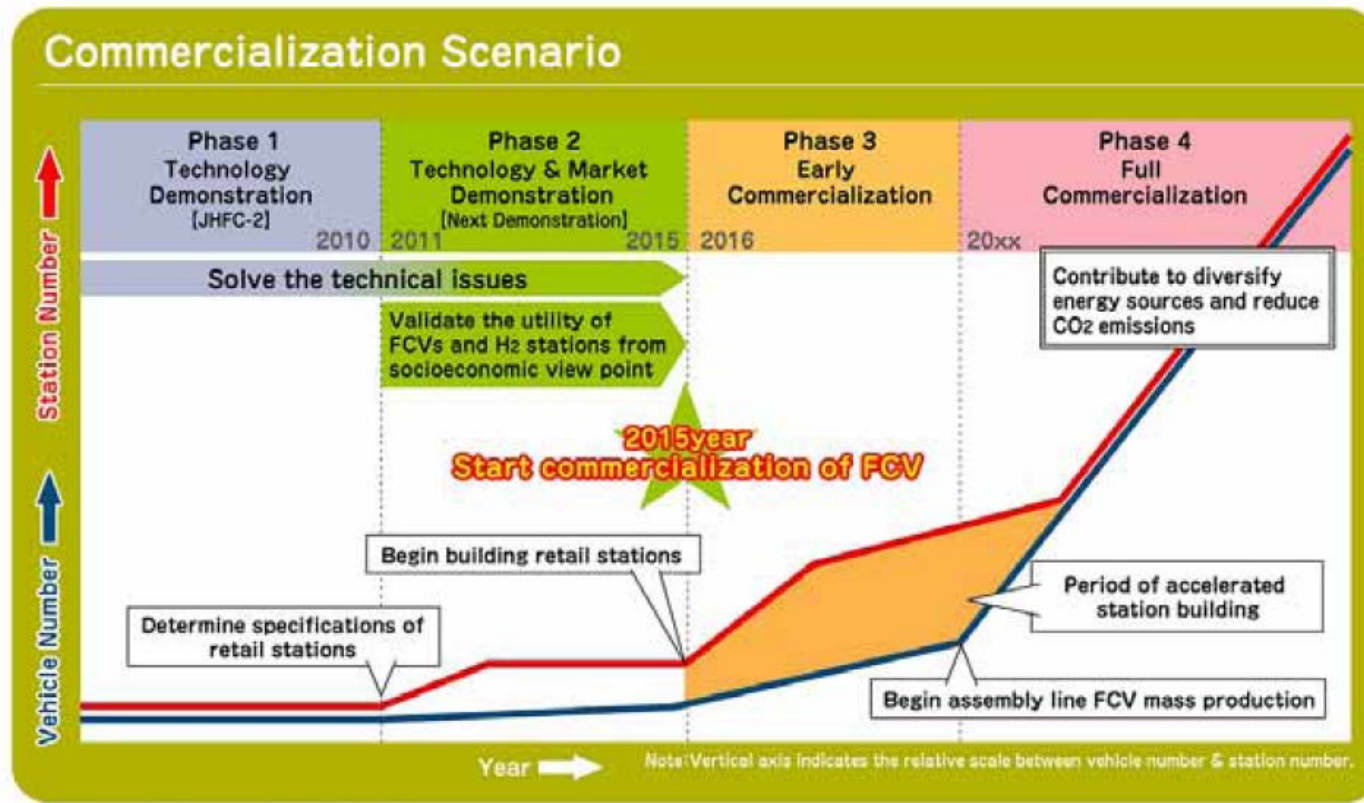 Commercialization Scenario
Phase 1
Technology
Demonstration
[JHFC-2]
2010
Phase 2
Technology & Market
Demonstration
[Next Demonstration]
2011
2015
Phase 3
Early
Commercialization
2016
Phase 4
Full
Commercialization
20xx
Solve the technical issues
Validate the utility of
FCVs and H2 stations from
socioeconomic view point
Contribute to diversify
energy sources and reduce
CO2 emissions
2015year
Start commercialization of FCV
Begin building retail stations
Determine specifications of
retail stations
Period of accelerated
station building
Begin assembly line FCV mass production
Station Number
Vehicle Number
Year
Note:Vertical axis indicates the relative scale between vehicle number & station number.